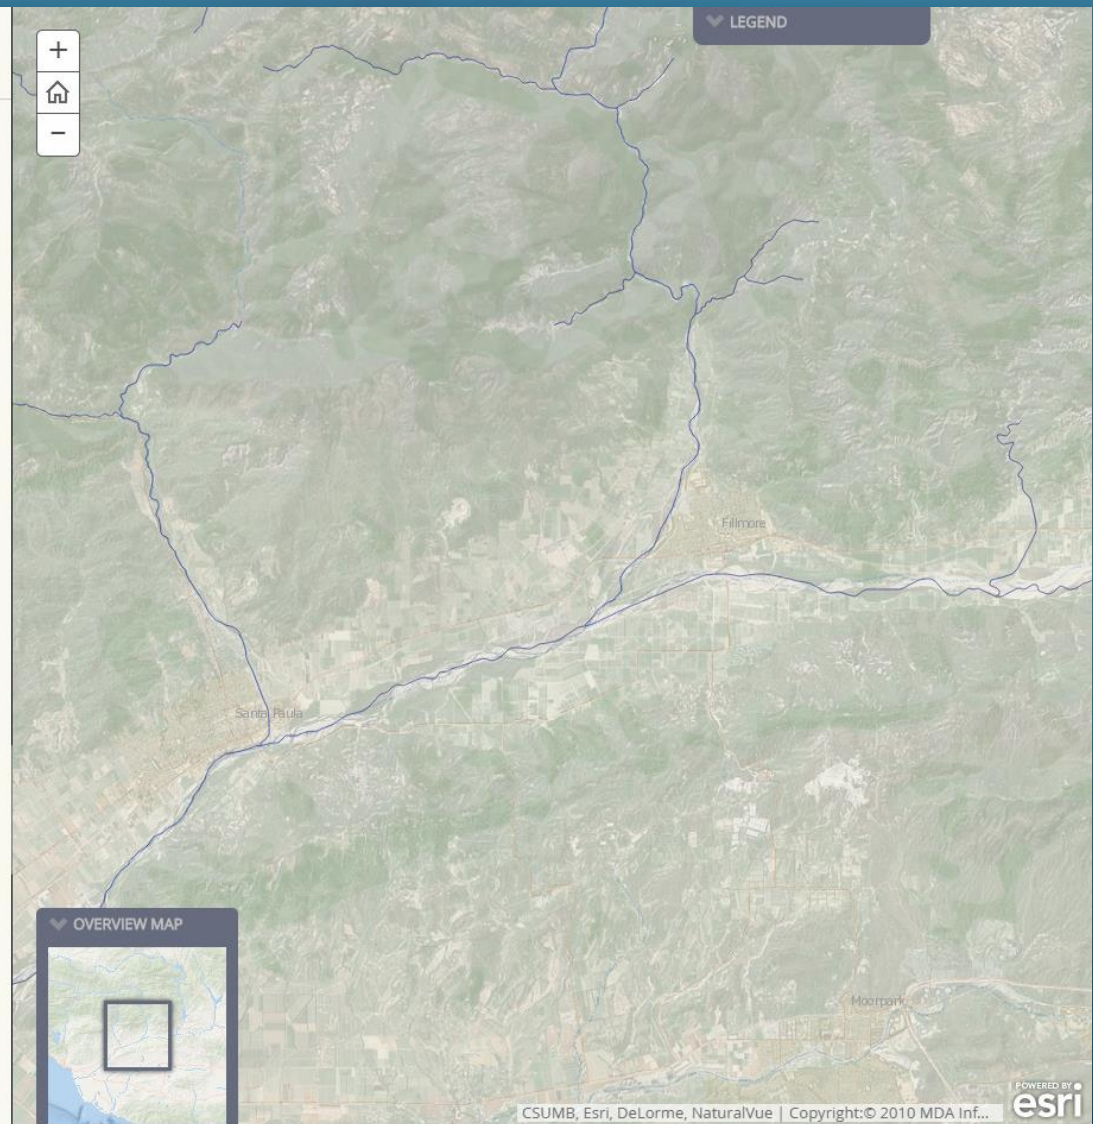 +
LEGEND
−
Fillmore
Santa Paula
OVERVIEW MAP
Moorpark
POWERED BY
esri
CSUMB, Esri, DeLorme, NaturalVue | Copyright:© 2010 MDA Inf...